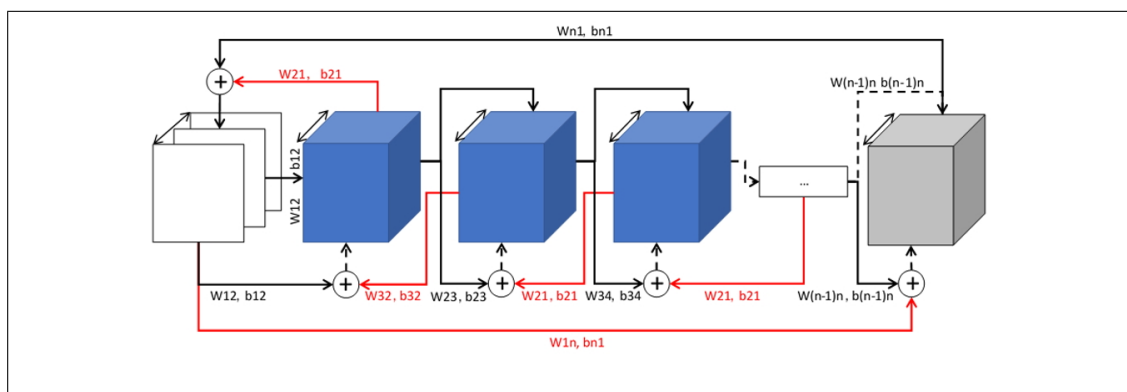 Wn1, bn1
W21, b21
W(n-1)n b(n-1)n
b12
W12
...
W12, b12
W32, b32
W23, b23
W21, b21
W34, b34
W21, b21
W(n-1)n, b(n-1)n
W1n, bn1